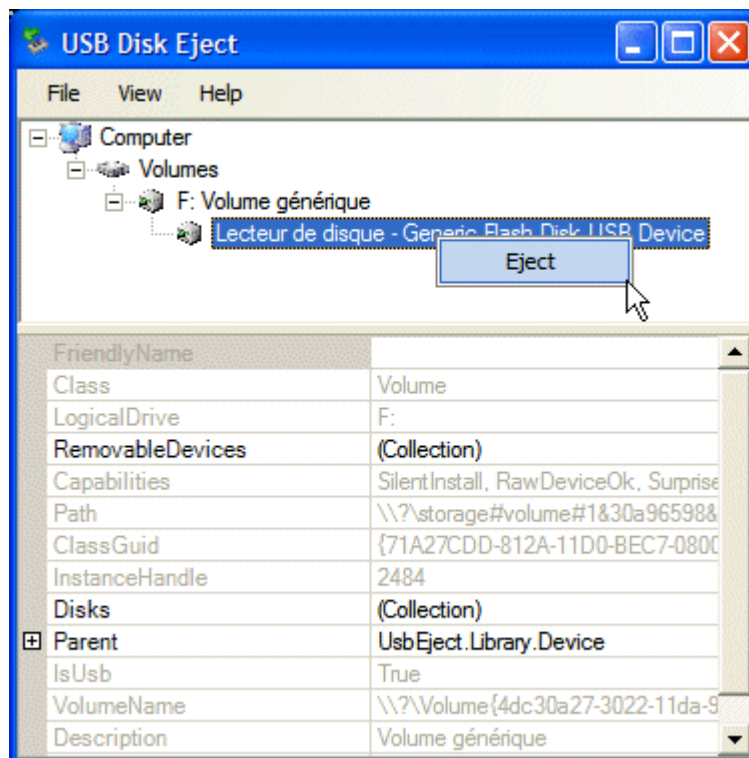 USB Disk Eject
File View Help
Computer
Volumes
F: Volume générique
Lecteur de disque - Generic Flash Disk USB Device
Eject
FriendlyName
Class Volume
LogicalDrive F:
RemovableDevices (Collection)
Capabilities SilentInstall, RawDeviceOk, Surprise
Path \\?\storage#volume#1&30a96598&
ClassGuid {71A27CDD-812A-11D0-BEC7-0800
InstanceHandle 2484
Disks (Collection)
Parent UsbEject.Library.Device
IsUsb True
VolumeName \\?\Volume{4dc30a27-3022-11da-9
Description Volume générique